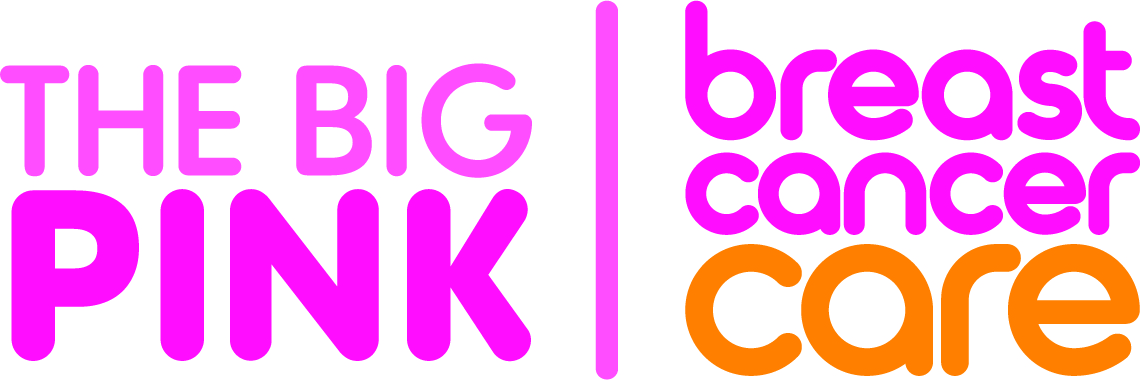 THE BIG
PINK
breast
cancer
care